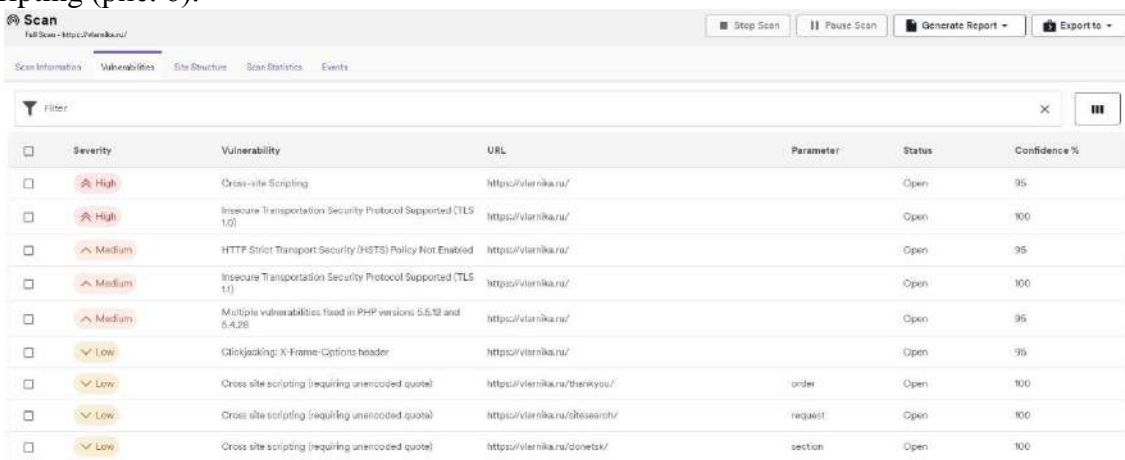 ripting (рис. 6).
Scan
Full Scan - https://vlernika.ru/
Stop Scan Pause Scan Generate Report Export to
Scan Information Vulnerabilities Site Structure Scan Statistics Events
Filter
Severity Vulnerability URL Parameter Status Confidence %
High Cross-site Scripting https://vlernika.ru/ Open 95
High Insecure Transportation Security Protocol Supported (TLS 1.0) https://vlernika.ru/ Open 100
Medium HTTP Strict Transport Security (HSTS) Policy Not Enabled https://vlernika.ru/ Open 95
Medium Insecure Transportation Security Protocol Supported (TLS 1.1) https://vlernika.ru/ Open 100
Medium Multiple vulnerabilities fixed in PHP versions 5.5.12 and 5.4.28 https://vlernika.ru/ Open 95
Low Clickjacking: X-Frame-Options header https://vlernika.ru/ Open 95
Low Cross site scripting (requiring unencoded quote) https://vlernika.ru/thankyou/ order Open 100
Low Cross site scripting (requiring unencoded quote) https://vlernika.ru/sitesearch/ request Open 100
Low Cross site scripting (requiring unencoded quote) https://vlernika.ru/donetsk/ section Open 100